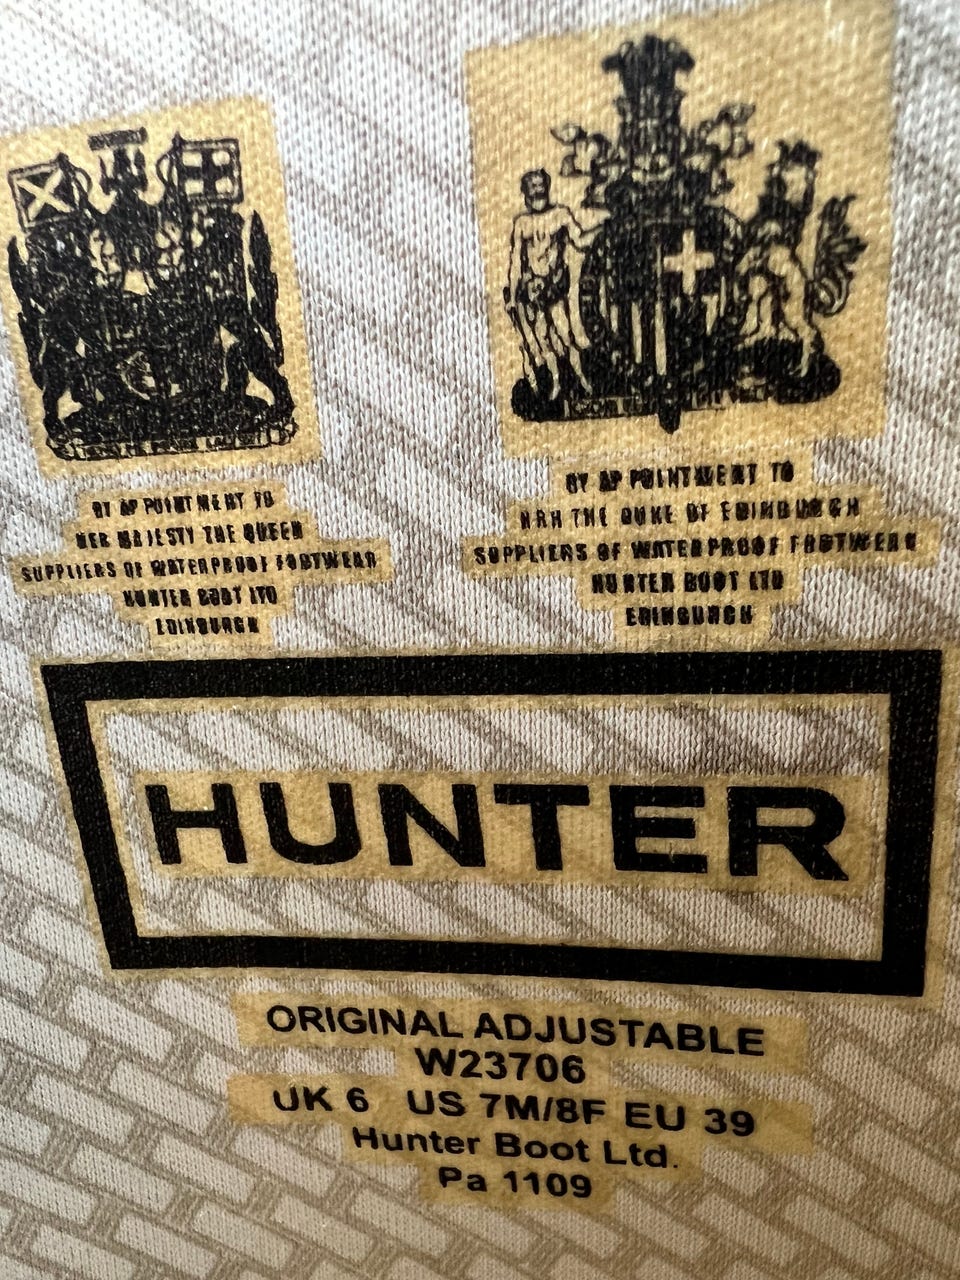 BY APPOINTMENT TO
HER MAJESTY THE QUEEN
SUPPLIERS OF WATERPROOF FOOTWEAR
HUNTER BOOT LTD
EDINBURGH
BY APPOINTMENT TO
HRH THE DUKE OF EDINBURGH
SUPPLIERS OF WATERPROOF FOOTWEAR
HUNTER BOOT LTD
EDINBURGH
HUNTER
ORIGINAL ADJUSTABLE
W23706
UK 6 US 7M/8F EU 39
Hunter Boot Ltd.
Pa 1109